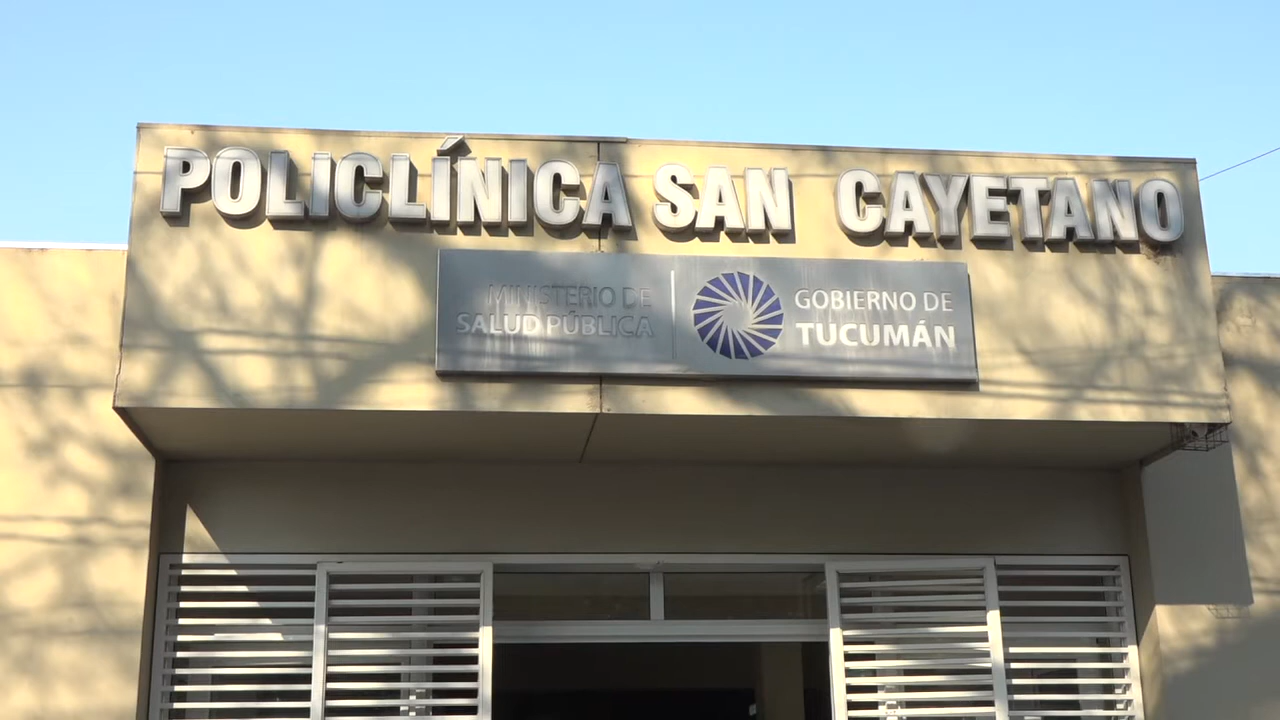 POLICLÍNICA SAN CAYETANO
MINISTERIO DE
SALUD PÚBLICA
GOBIERNO DE
TUCUMÁN